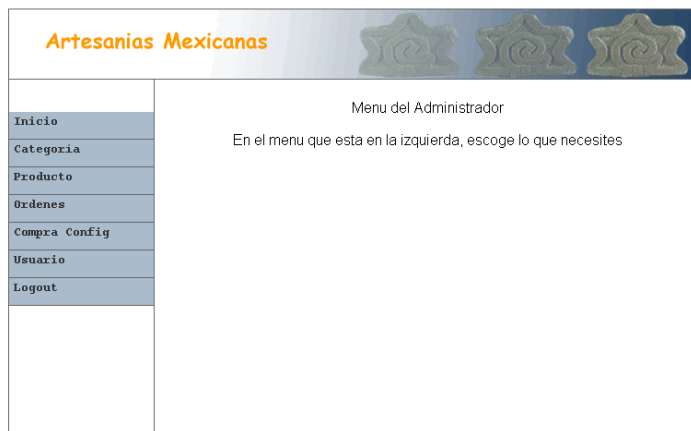 Artesanias Mexicanas
Menu del Administrador
En el menu que esta en la izquierda, escoge lo que necesites
Inicio
Categoria
Producto
Ordenes
Compra Config
Usuario
Logout